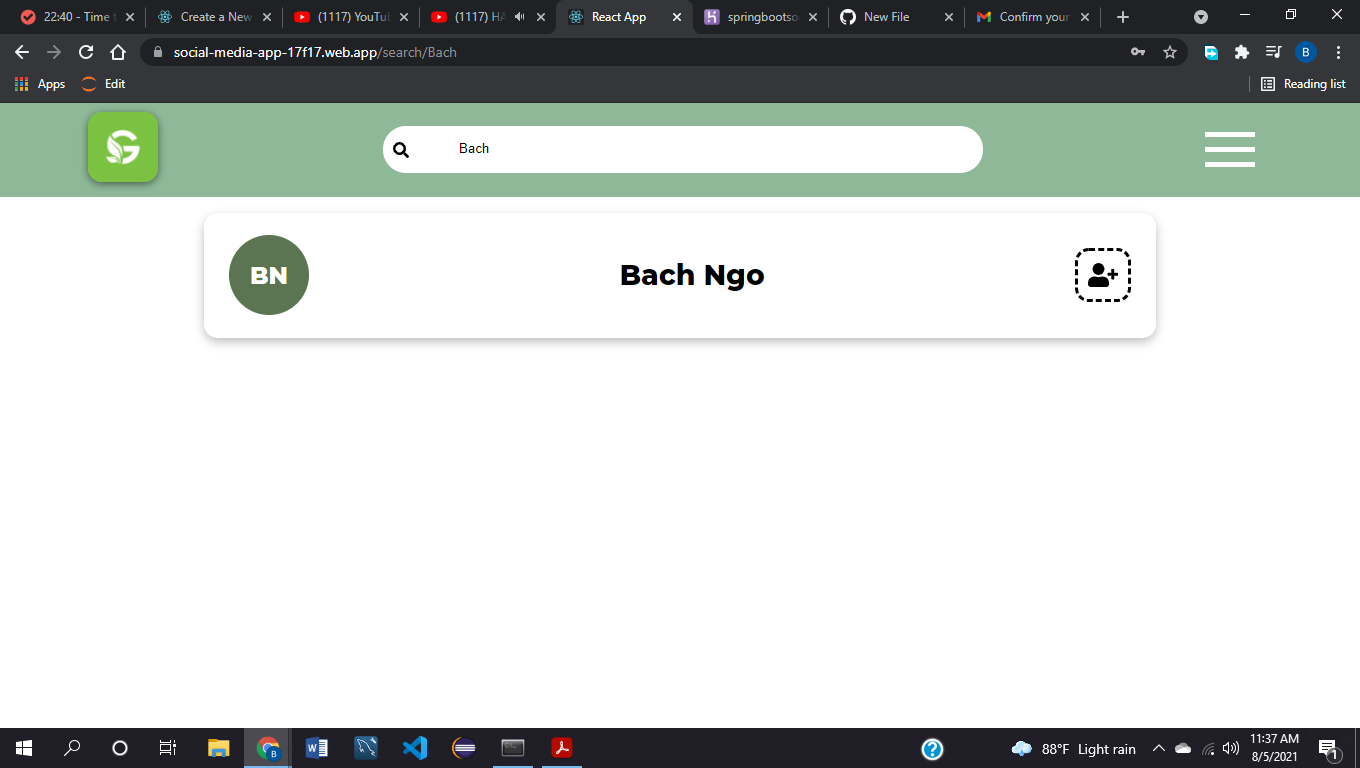 22:40 - Time
Create a New
(1117) YouTu
(1117) HA
React App
springbootso
New File
Confirm your
social-media-app-17f17.web.app/search/Bach
B
Apps
Edit
Reading list
G
Bach
BN
Bach Ngo
88°F Light rain
11:37 AM
8/5/2021
1